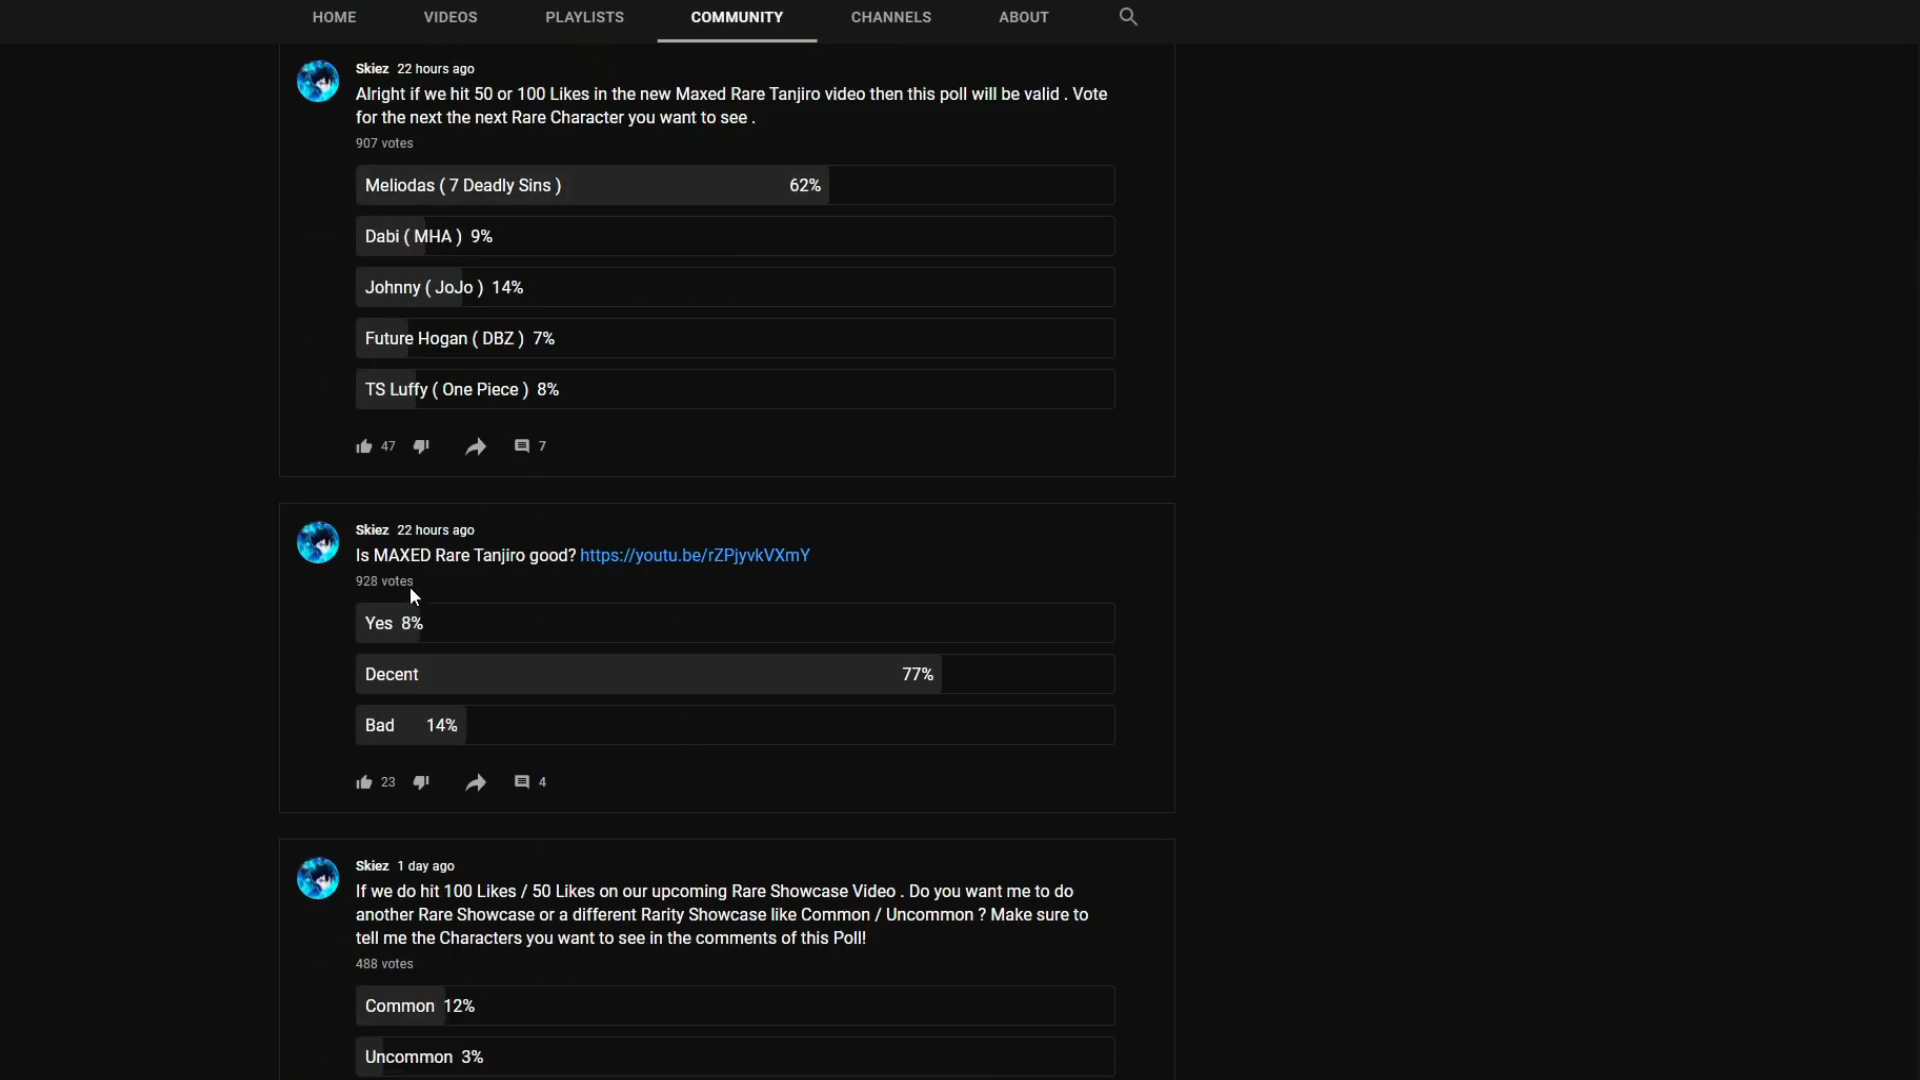 HOME VIDEOS PLAYLISTS COMMUNITY CHANNELS ABOUT
Skiez 22 hours ago
Alright if we hit 50 or 100 Likes in the new Maxed Rare Tanjiro video then this poll will be valid . Vote
for the next the next Rare Character you want to see .
907 votes
Meliodas ( 7 Deadly Sins ) 62%
Dabi ( MHA ) 9%
Johnny ( JoJo ) 14%
Future Hogan ( DBZ ) 7%
TS Luffy ( One Piece ) 8%
47 7
Skiez 22 hours ago
Is MAXED Rare Tanjiro good? https://youtu.be/rZPjyvkVXmY
928 votes
Yes 8%
Decent 77%
Bad 14%
23 4
Skiez 1 day ago
If we do hit 100 Likes / 50 Likes on our upcoming Rare Showcase Video . Do you want me to do
another Rare Showcase or a different Rarity Showcase like Common / Uncommon ? Make sure to
tell me the Characters you want to see in the comments of this Poll!
488 votes
Common 12%
Uncommon 3%